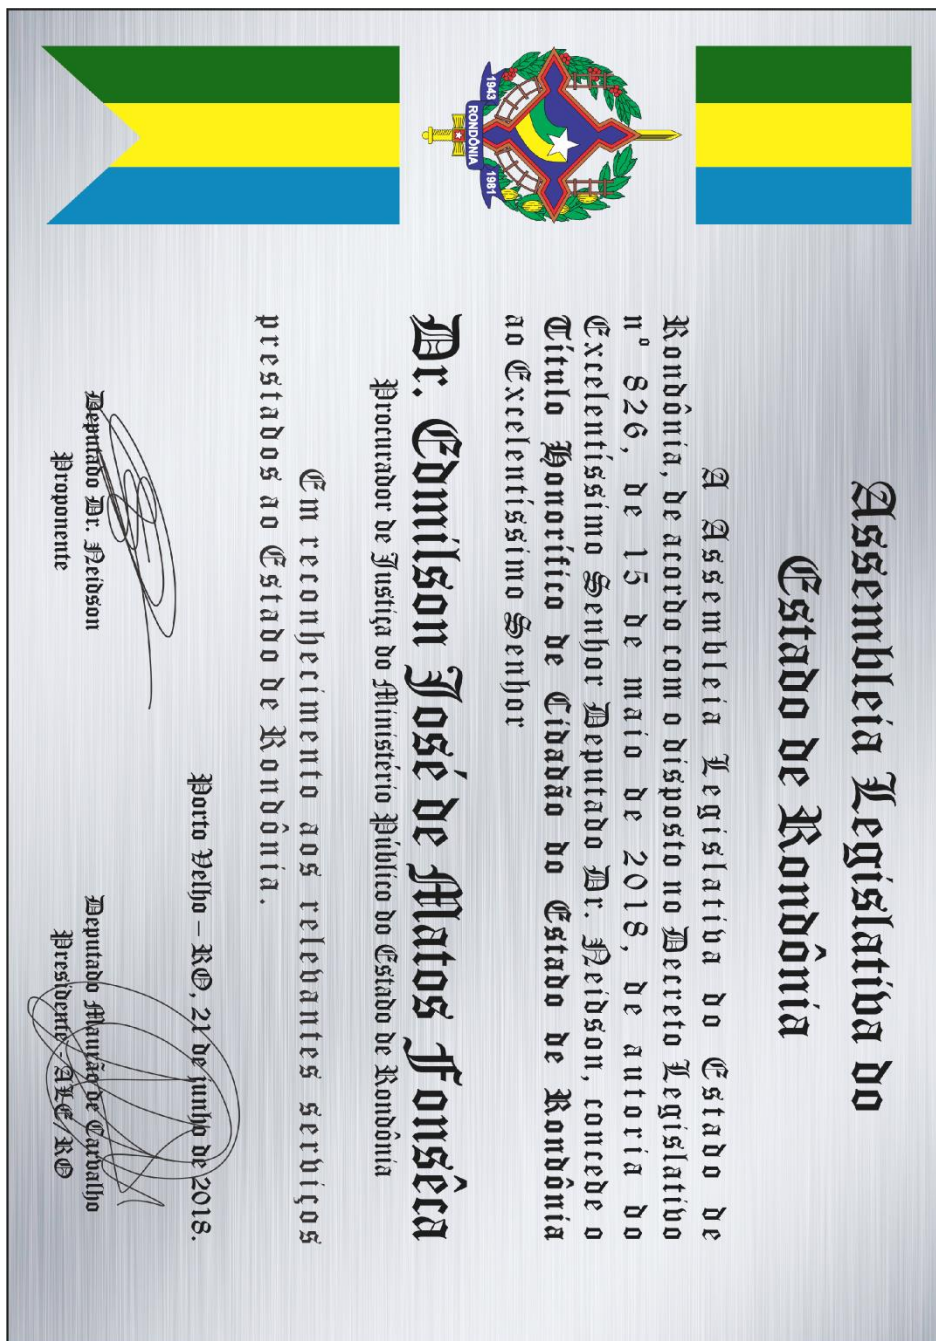 1943 RONDÔNIA 1981
Assembleia Legislativa do
Estado de Rondônia
A Assembleia Legislativa do Estado de
Rondônia, de acordo com o disposto no Decreto Legislativo
nº 826, de 15 de maio de 2018, de autoria do
Excelentíssimo Senhor Deputado Dr. Neidson, concede o
Título Honorífico de Cidadão do Estado de Rondônia
ao Excelentíssimo Senhor
Dr. Edmilson José de Matos Fonsêca
Procurador de Justiça do Ministério Público do Estado de Rondônia
Em reconhecimento aos relevantes serviços
prestados ao Estado de Rondônia.
Porto Velho – RO, 21 de junho de 2018.
Deputado Dr. Neidson
Proponente
Deputado Maurão de Carvalho
Presidente - ALE/RO